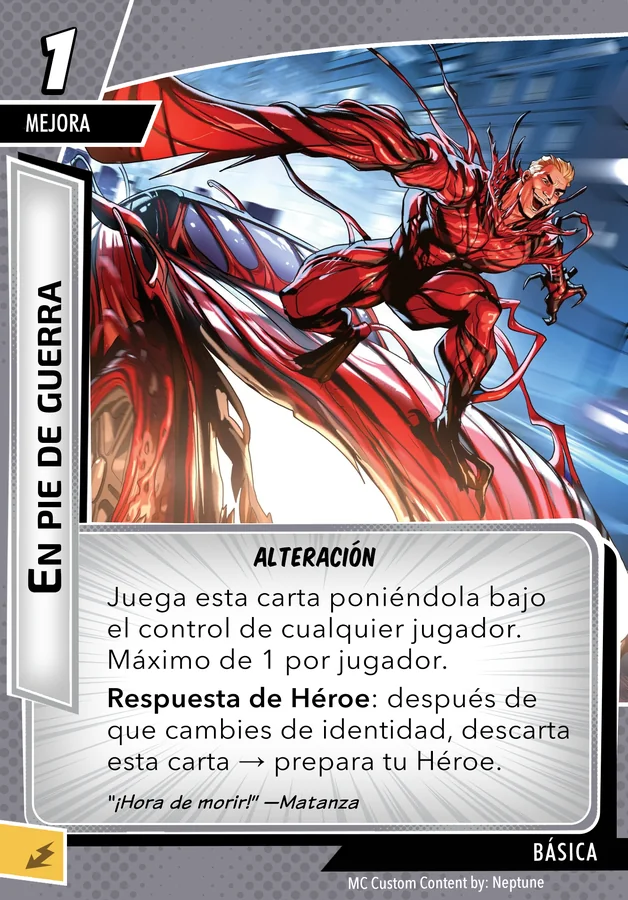 1
MEJORA
EN PIE DE GUERRA
ALTERACIÓN
Juega esta carta poniéndola bajo
el control de cualquier jugador.
Máximo de 1 por jugador.
Respuesta de Héroe: después de
que cambies de identidad, descarta
esta carta → prepara tu Héroe.
"¡Hora de morir!" —Matanza
BÁSICA
MC Custom Content by: Neptune